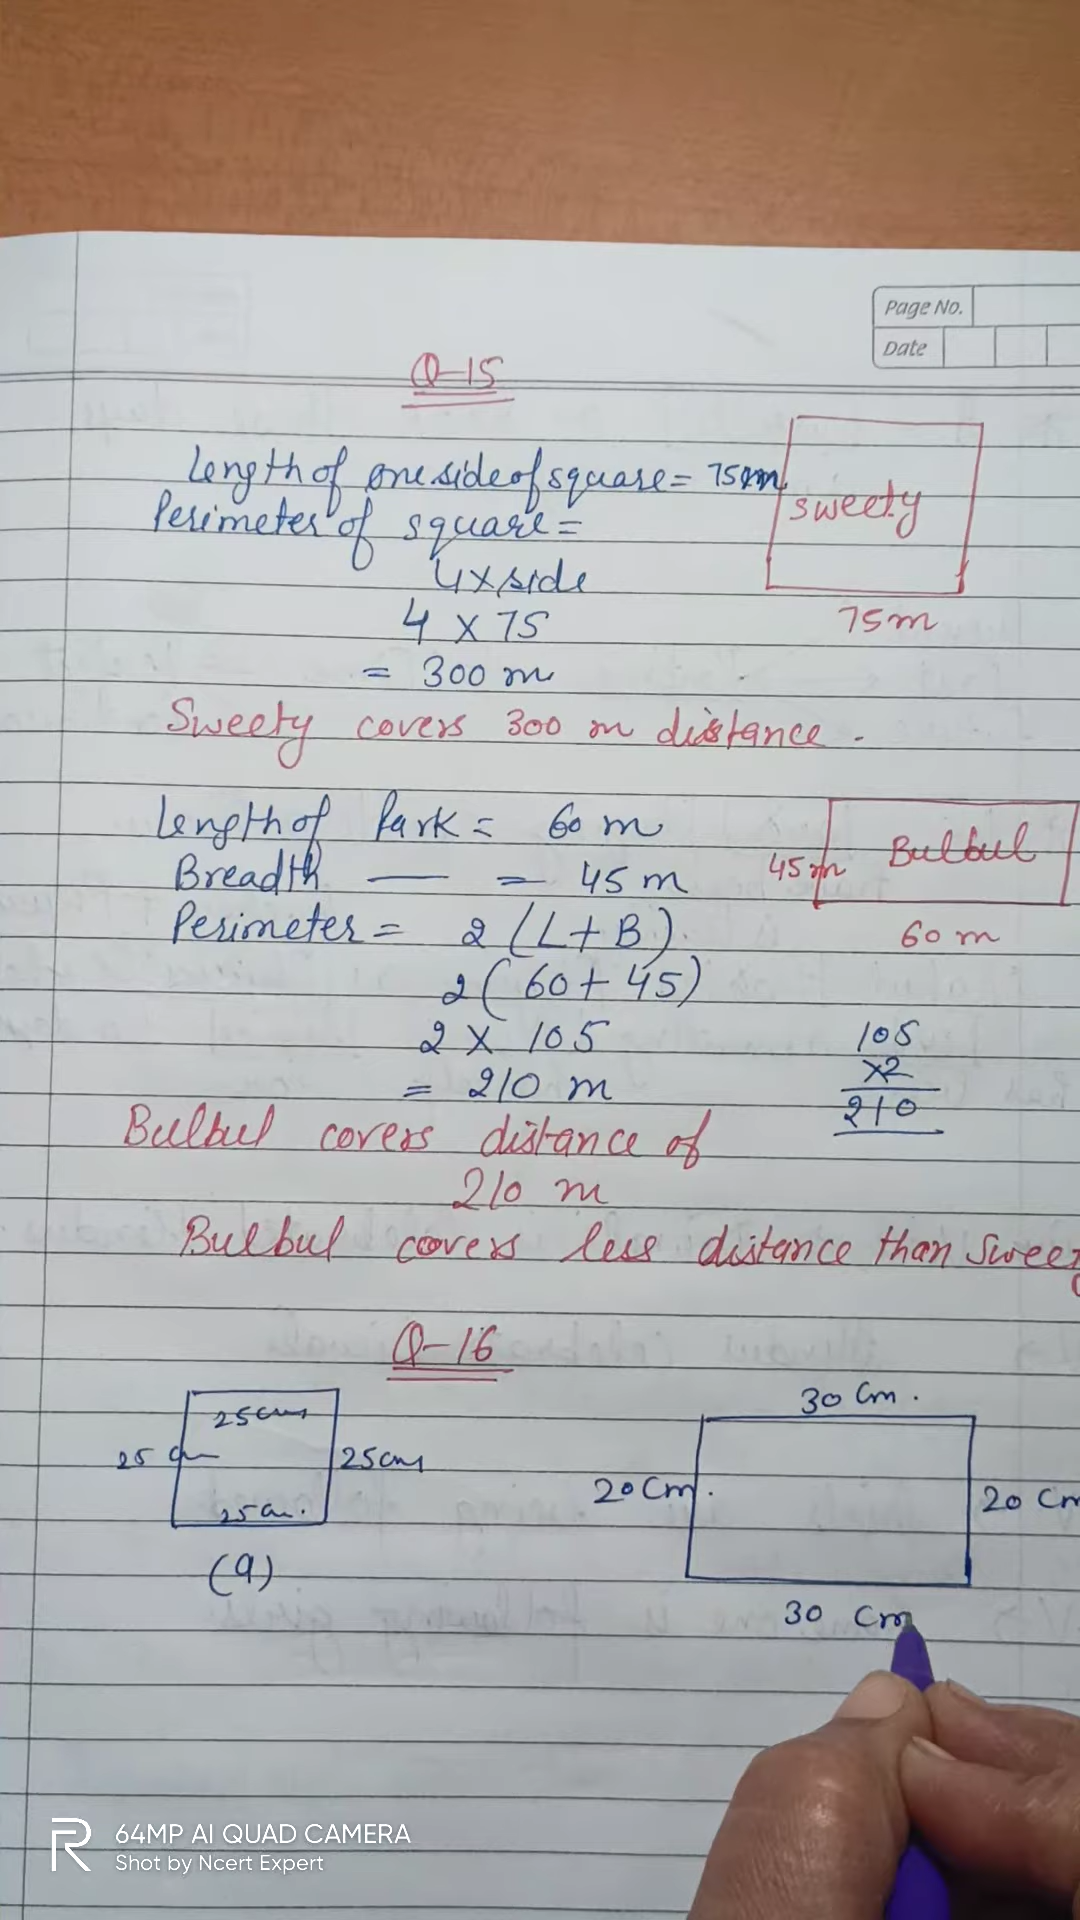 Page No.
Date
Q-15
Length of one side of square = 75m
Perimeter of square =
4 x side
4 x 75
= 300 m
sweety
75m
Sweety covers 300 m distance.
Length of Park = 60 m
Breadth — = 45 m
Perimeter = 2 (L+B).
2 (60 + 45)
2 x 105
= 210 m
45m
Bulbul
60 m
105
x2
210
Bulbul covers distance of
210 m
Bulbul covers less distance than
Q-16
25cm
25 cm
25cm
25cm.
(a)
30 Cm.
20 Cm.
20 Cm
30 Cm
64MP AI QUAD CAMERA
Shot by Ncert Expert